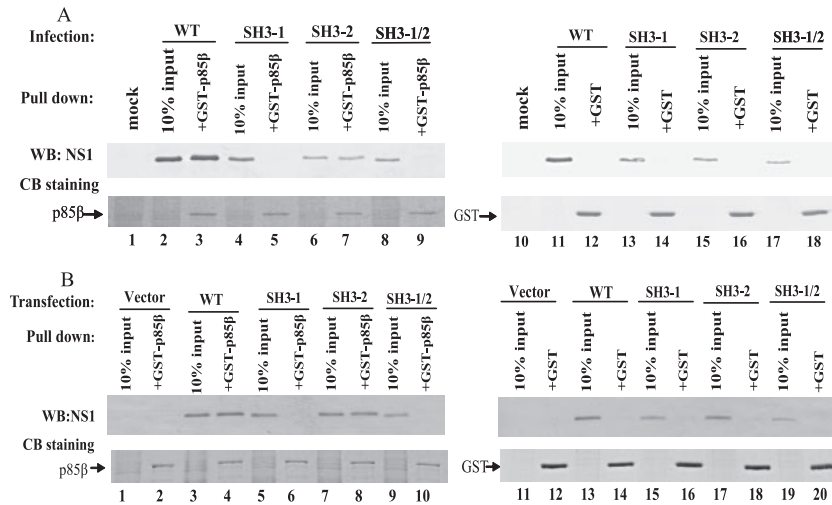 A
Infection: WT SH3-1 SH3-2 SH3-1/2 WT SH3-1 SH3-2 SH3-1/2
Pull down: mock 10% input +GST-p85β 10% input +GST-p85β 10% input +GST-p85β 10% input +GST-p85β mock 10% input +GST 10% input +GST 10% input +GST 10% input +GST
WB: NS1
CB staining
p85β GST
1 2 3 4 5 6 7 8 9 10 11 12 13 14 15 16 17 18
B
Transfection: Vector WT SH3-1 SH3-2 SH3-1/2 Vector WT SH3-1 SH3-2 SH3-1/2
Pull down: 10% input +GST-p85β 10% input +GST-p85β 10% input +GST-p85β 10% input +GST-p85β 10% input +GST-p85β 10% input +GST 10% input +GST 10% input +GST 10% input +GST 10% input +GST
WB:NS1
CB staining
p85β GST
1 2 3 4 5 6 7 8 9 10 11 12 13 14 15 16 17 18 19 20